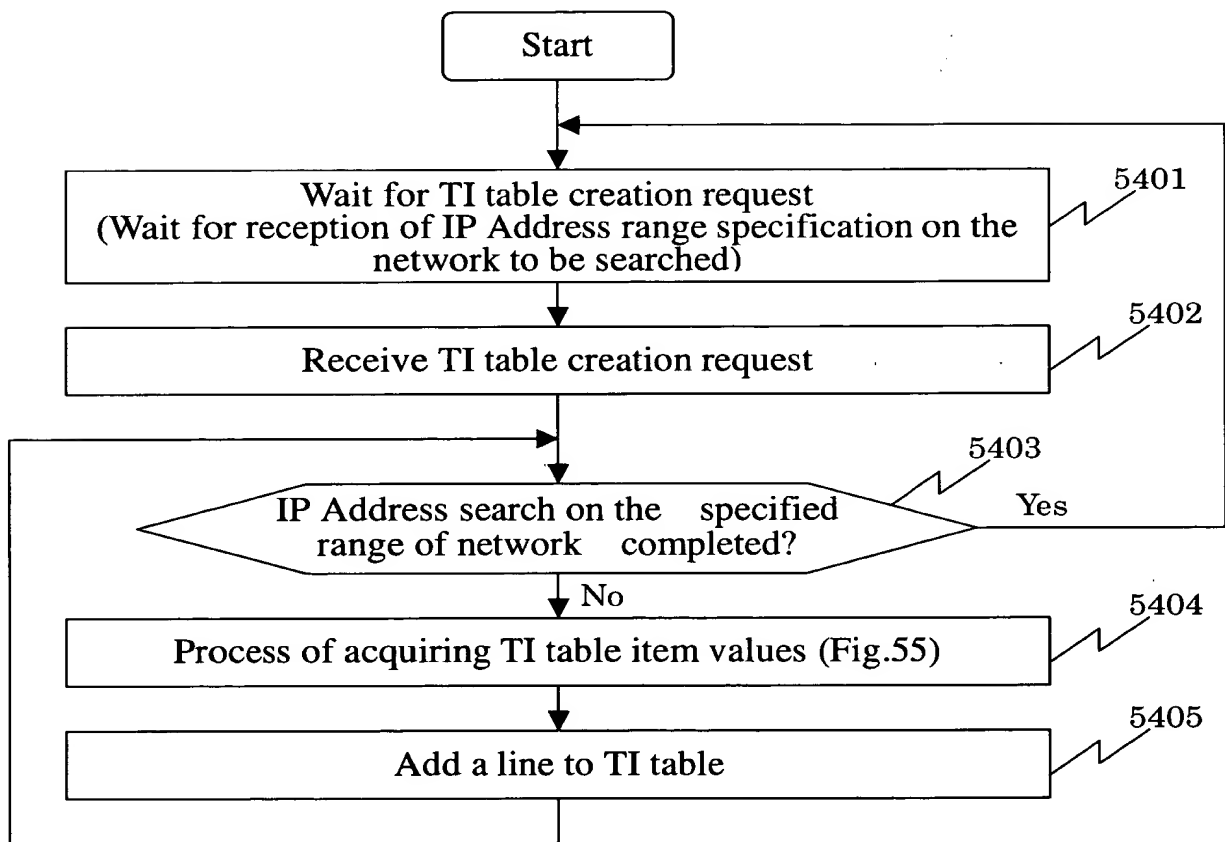 Start
Wait for TI table creation request
(Wait for reception of IP Address range specification on the
network to be searched)
5401
Receive TI table creation request
5402
5403
IP Address search on the specified
range of network completed?
Yes
No
Process of acquiring TI table item values (Fig.55)
5404
Add a line to TI table
5405